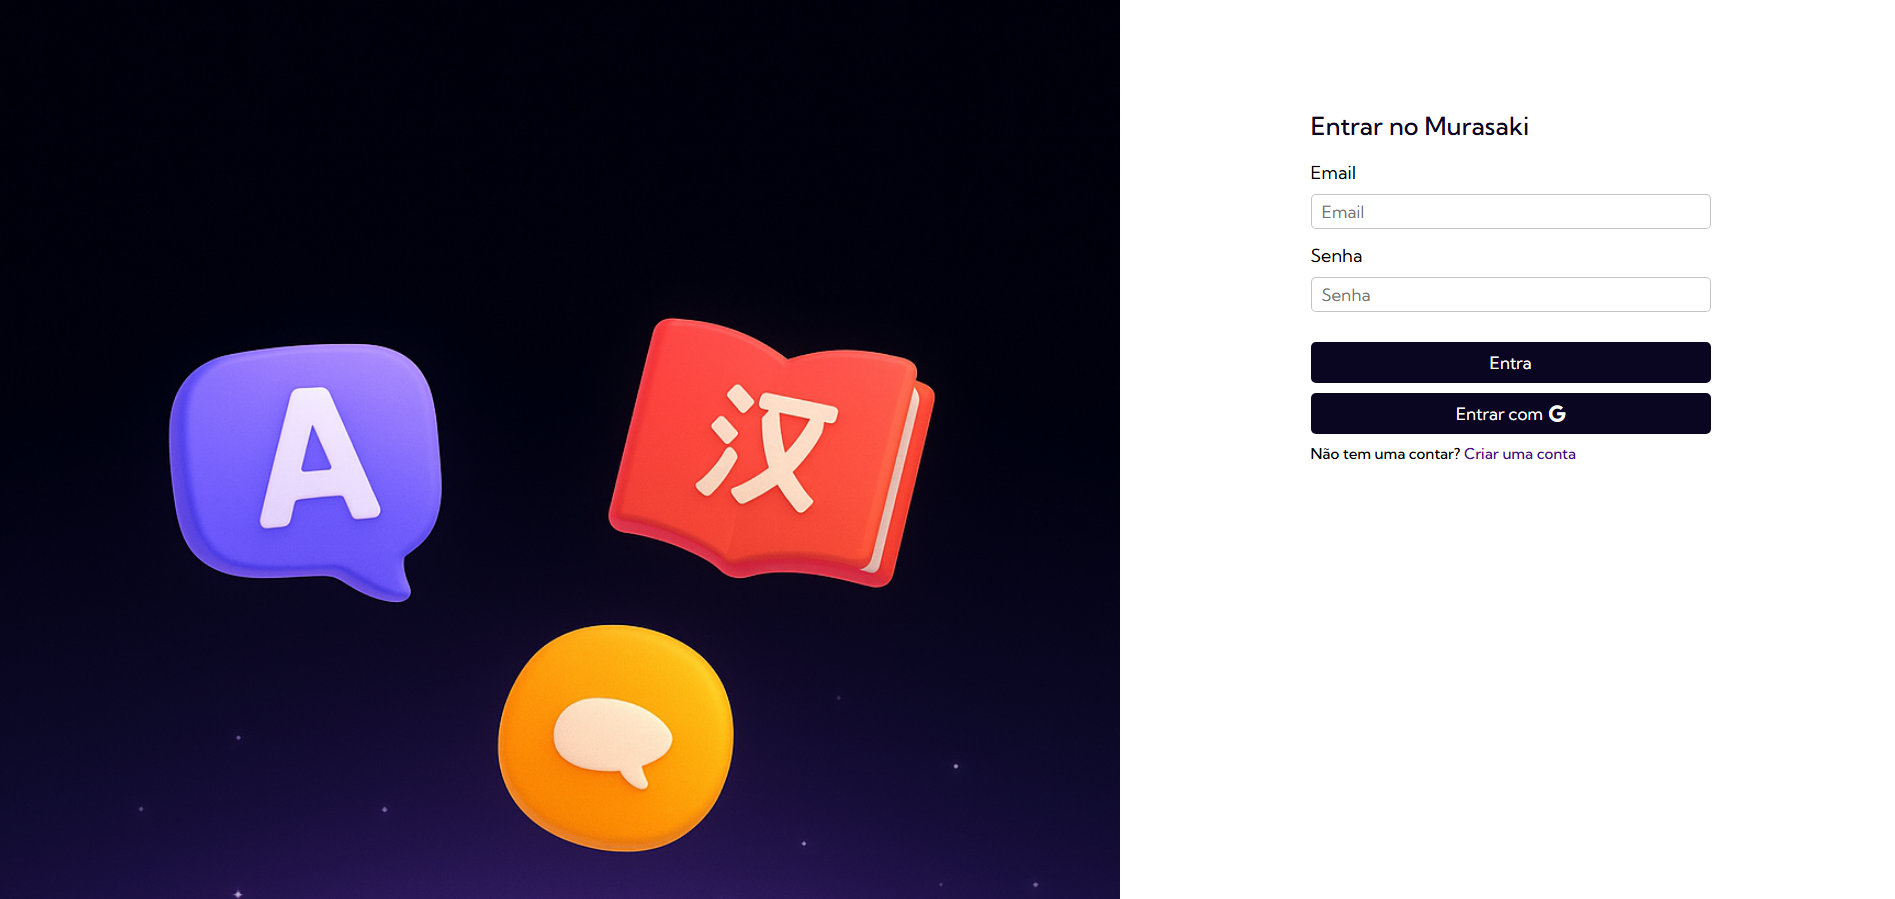 A
汉
Entrar no Murasaki
Email
Email
Senha
Senha
Entra
Entrar com G
Não tem uma contar? Criar uma conta